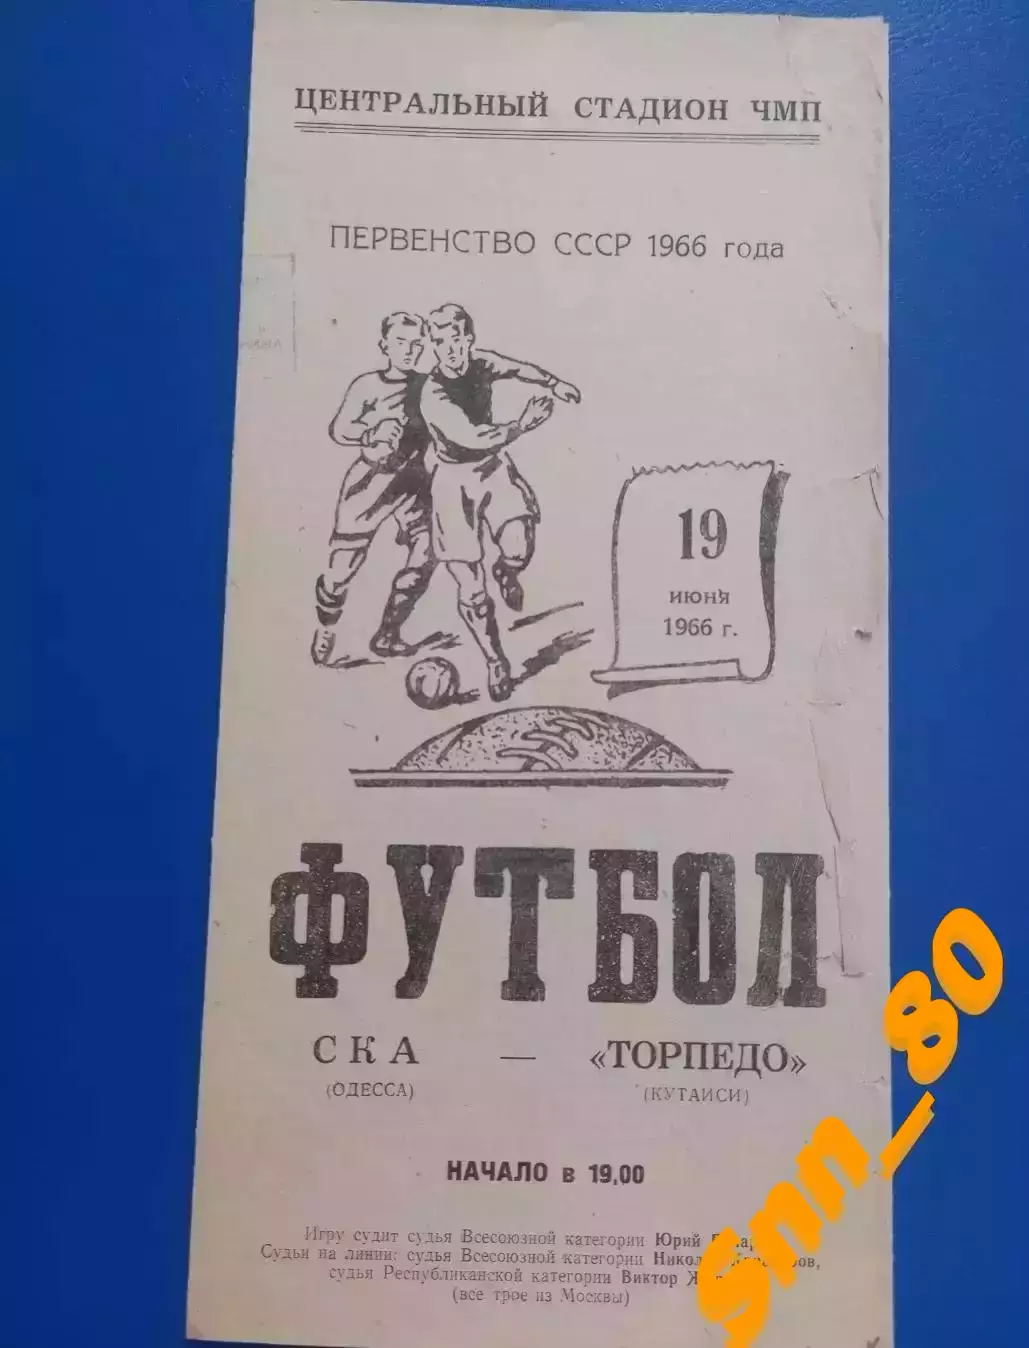 ЦЕНТРАЛЬНЫЙ СТАДИОН ЧМП
ПЕРВЕНСТВО СССР 1966 года
19
июня
1966 г.
ФУТБОЛ
СКА — «ТОРПЕДО»
(ОДЕССА) (КУТАИСИ)
НАЧАЛО в 19,00
Игру судит судья Всесоюзной категории Юрий
Судьи на линии: судья Всесоюзной категории
судья Республиканской категории Виктор
(все трое из Москвы)
Snn_80